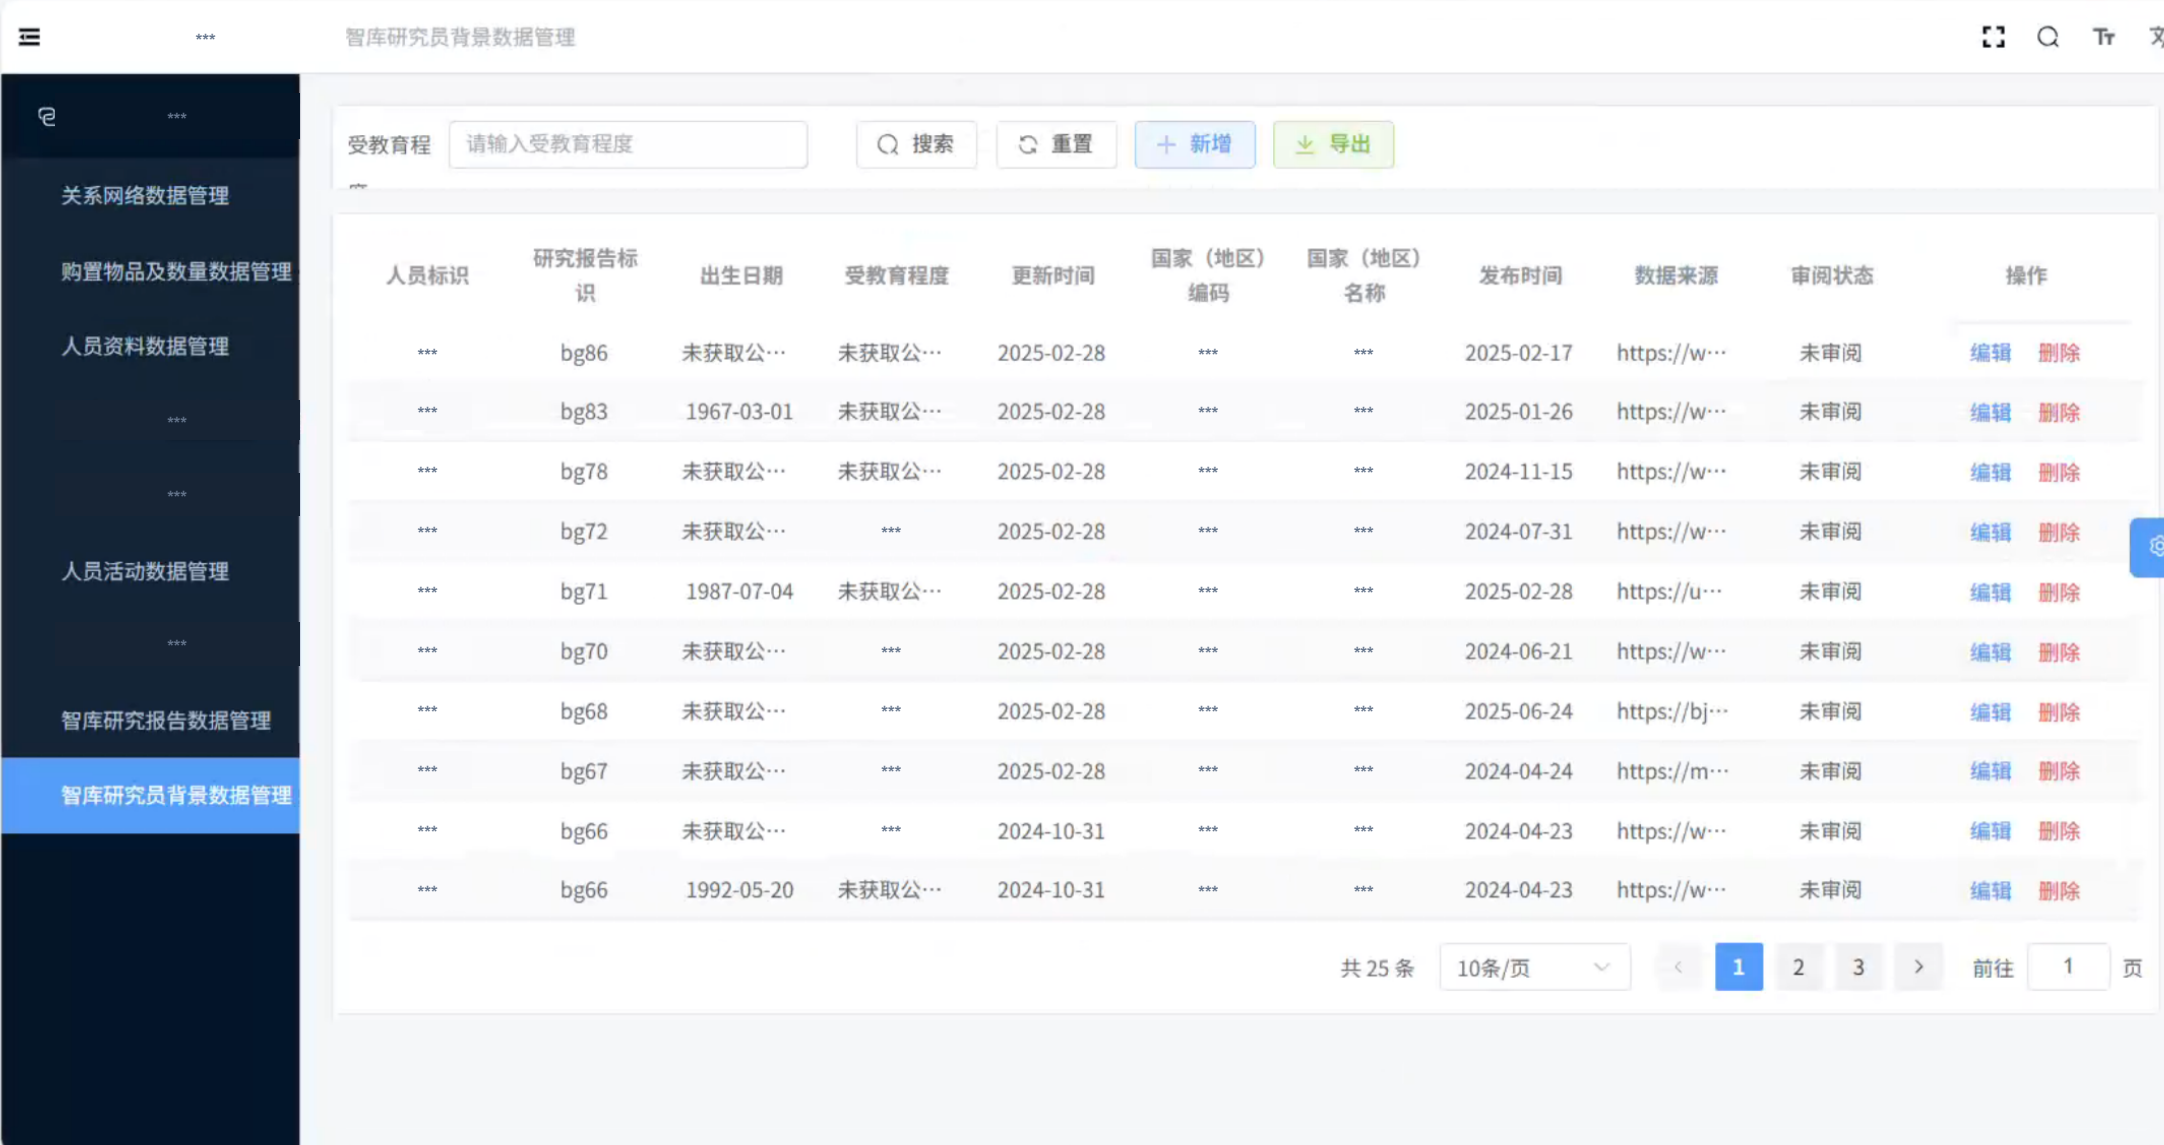 ***
智库研究员背景数据管理
***
关系网络数据管理
购置物品及数量数据管理
人员资料数据管理
***
***
人员活动数据管理
***
智库研究报告数据管理
智库研究员背景数据管理
受教育程
请输入受教育程度
搜索
重置
新增
导出
人员标识 研究报告标识 出生日期 受教育程度 更新时间 国家（地区）编码 国家（地区）名称 发布时间 数据来源 审阅状态 操作
*** bg86 未获取公… 未获取公… 2025-02-28 *** *** 2025-02-17 https://w… 未审阅 编辑 删除
*** bg83 1967-03-01 未获取公… 2025-02-28 *** *** 2025-01-26 https://w… 未审阅 编辑 删除
*** bg78 未获取公… 未获取公… 2025-02-28 *** *** 2024-11-15 https://w… 未审阅 编辑 删除
*** bg72 未获取公… *** 2025-02-28 *** *** 2024-07-31 https://w… 未审阅 编辑 删除
*** bg71 1987-07-04 未获取公… 2025-02-28 *** *** 2025-02-28 https://u… 未审阅 编辑 删除
*** bg70 未获取公… *** 2025-02-28 *** *** 2024-06-21 https://w… 未审阅 编辑 删除
*** bg68 未获取公… *** 2025-02-28 *** *** 2025-06-24 https://bj… 未审阅 编辑 删除
*** bg67 未获取公… *** 2025-02-28 *** *** 2024-04-24 https://m… 未审阅 编辑 删除
*** bg66 未获取公… *** 2024-10-31 *** *** 2024-04-23 https://w… 未审阅 编辑 删除
*** bg66 1992-05-20 未获取公… 2024-10-31 *** *** 2024-04-23 https://w… 未审阅 编辑 删除
共 25 条 10条/页 1 2 3 前往 1 页